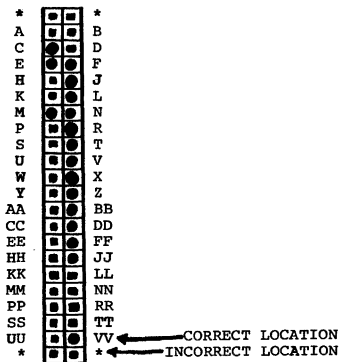 * *
A B
C D
E F
H J
K L
M N
P R
S T
U V
W X
Y Z
AA BB
CC DD
EE FF
HH JJ
KK LL
MM NN
PP RR
SS TT
UU VV CORRECT LOCATION
* * INCORRECT LOCATION